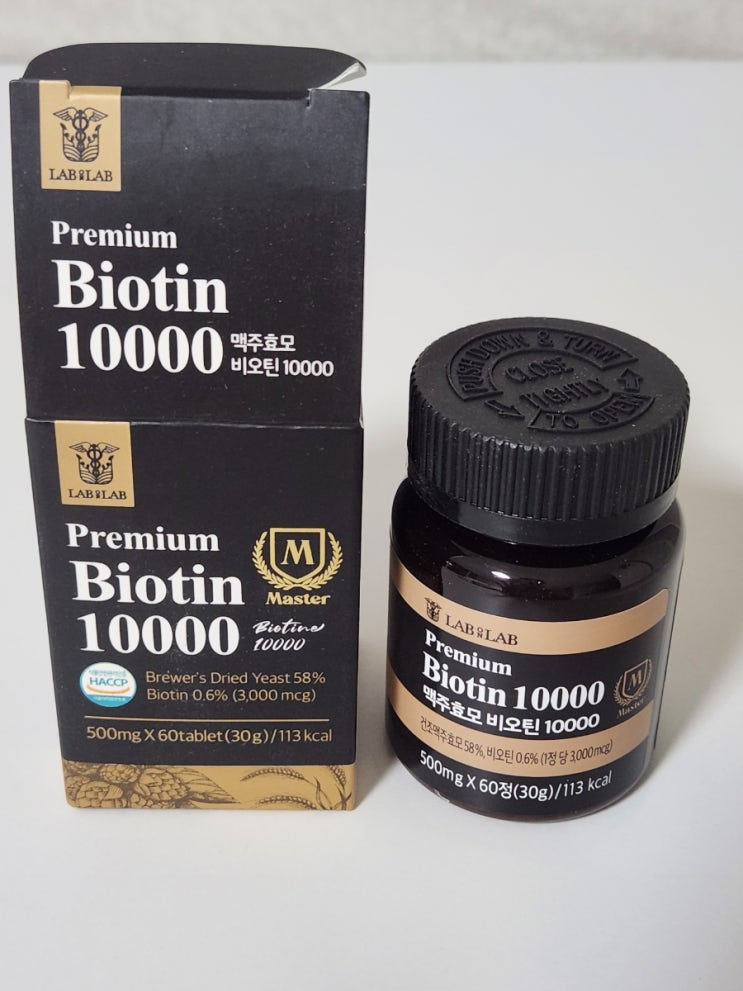 LAB LAB
Premium
Biotin
10000 맥주효모
비오틴 10000
LAB LAB
Premium
Biotin
10000
M
Master
Biotine
10000
HACCP
Brewer's Dried Yeast 58%
Biotin 0.6% (3,000 mcg)
500mg X 60tablet (30g) / 113 kcal
PUSH DOWN & TURN
CLOSE
TIGHTLY
TO OPEN
LAB LAB
Premium
Biotin 10000
맥주효모 비오틴 10000
M
Master
건조맥주효모 58%, 비오틴 0.6% (1정 당 3,000mcg)
500mg X 60정(30g) / 113 kcal